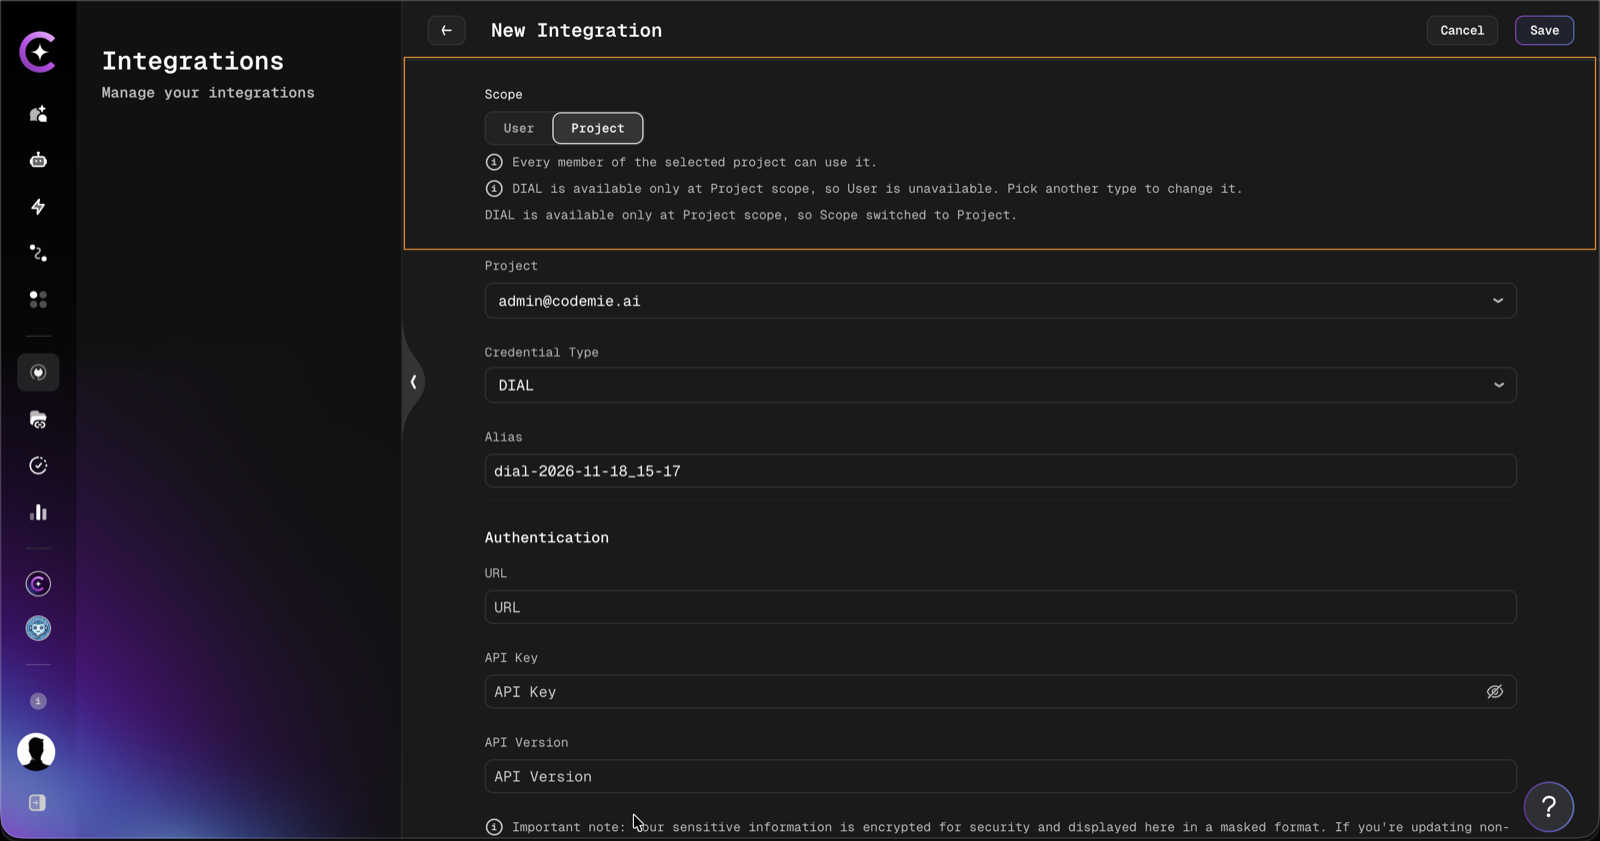 Integrations
Manage your integrations
New Integration
Cancel
Save
Scope
User
Project
Every member of the selected project can use it.
DIAL is available only at Project scope, so User is unavailable. Pick another type to change it.
DIAL is available only at Project scope, so Scope switched to Project.
Project
admin@codemie.ai
Credential Type
DIAL
Alias
dial-2026-11-18_15-17
Authentication
URL
URL
API Key
API Key
API Version
API Version
Important note: Your sensitive information is encrypted for security and displayed here in a masked format. If you're updating non-
?